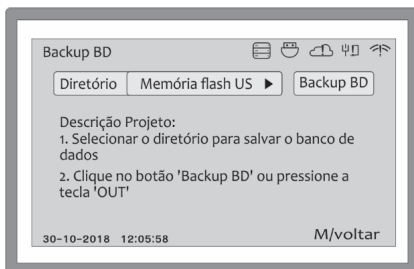 Backup BD
Diretório Memória flash US Backup BD
Descrição Projeto:
1. Selecionar o diretório para salvar o banco de
dados
2. Clique no botão 'Backup BD' ou pressione a
tecla 'OUT'
30-10-2018 12:05:58 M/voltar